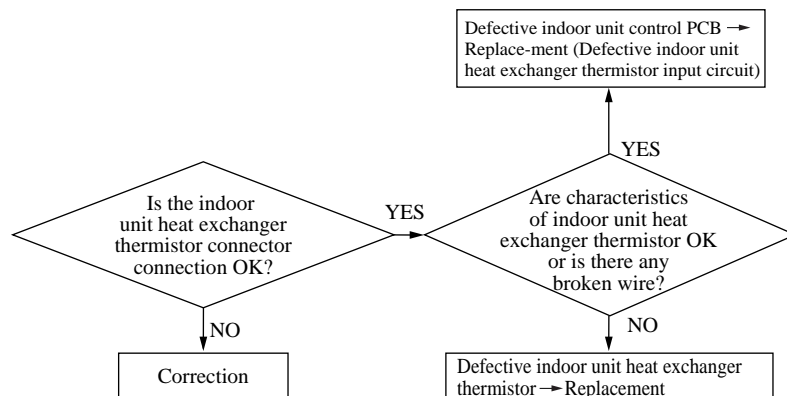 Defective indoor unit control PCB →
Replace-ment (Defective indoor unit
heat exchanger thermistor input circuit)
YES
Is the indoor
unit heat exchanger
thermistor connector
connection OK?
YES
Are characteristics
of indoor unit heat
exchanger thermistor OK
or is there any
broken wire?
NO
NO
Correction
Defective indoor unit heat exchanger
thermistor → Replacement